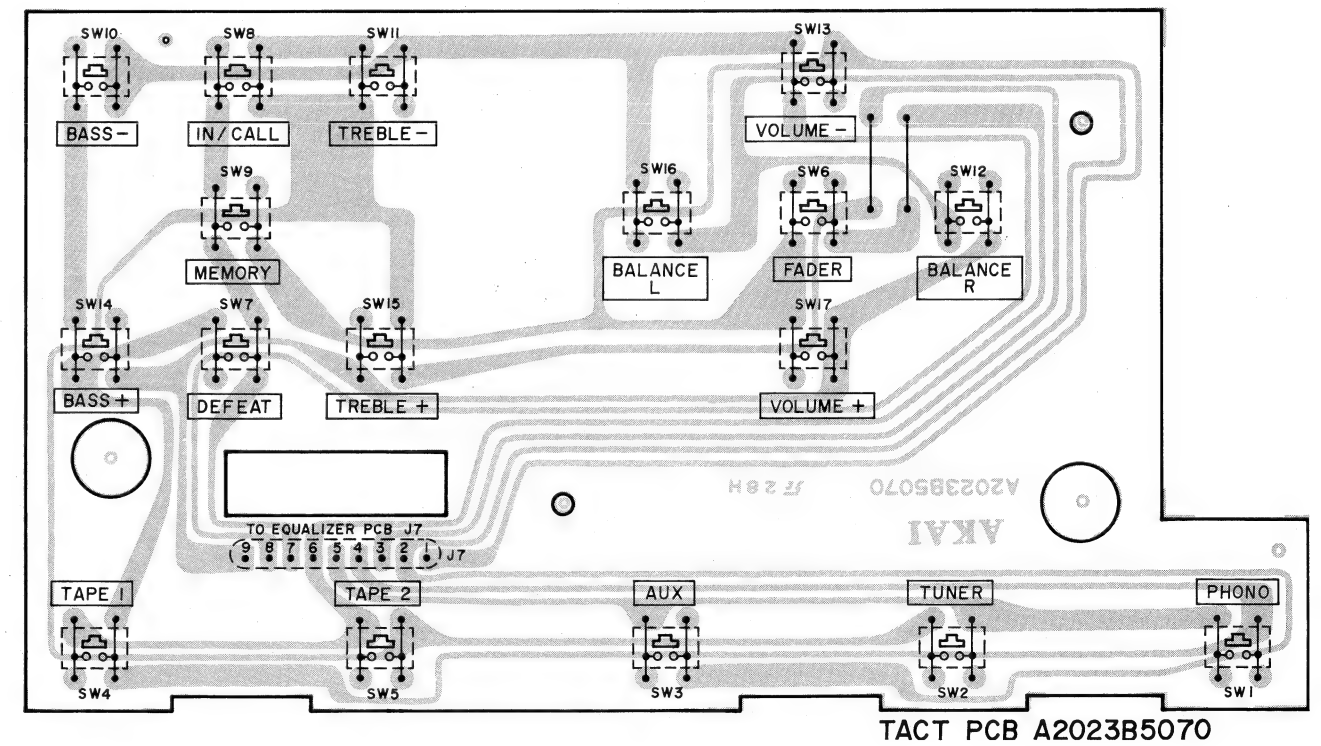 SW10
SW8
SW11
SW13
BASS-
IN/CALL
TREBLE-
VOLUME-
SW9
SW16
SW6
SW12
MEMORY
BALANCE
L
FADER
BALANCE
R
SW14
SW7
SW15
SW17
BASS+
DEFEAT
TREBLE +
VOLUME +
A2023B5070
AKAI
TO EQUALIZER PCB J7
9 8 7 6 5 4 3 2 1
J7
TAPE 1
TAPE 2
AUX
TUNER
PHONO
SW4
SW5
SW3
SW2
SW1
TACT PCB A2023B5070